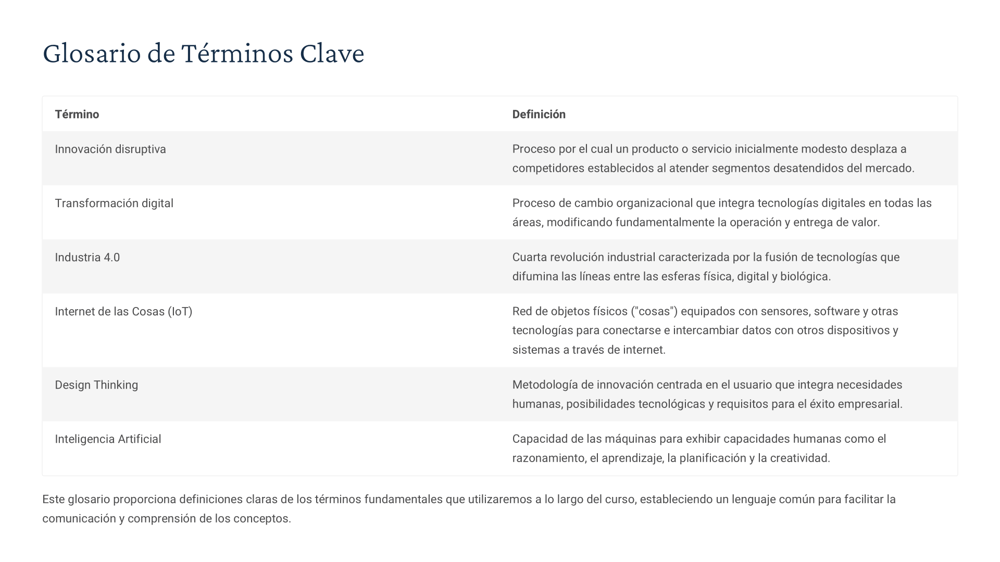 Glosario de Términos Clave
Término
Definición
Innovación disruptiva
Proceso por el cual un producto o servicio inicialmente modesto desplaza a
competidores establecidos al atender segmentos desatendidos del mercado.
Transformación digital
Proceso de cambio organizacional que integra tecnologías digitales en todas las
áreas, modificando fundamentalmente la operación y entrega de valor.
Industria 4.0
Cuarta revolución industrial caracterizada por la fusión de tecnologías que
difumina las líneas entre las esferas física, digital y biológica.
Internet de las Cosas (IoT)
Red de objetos físicos ("cosas") equipados con sensores, software y otras
tecnologías para conectarse e intercambiar datos con otros dispositivos y
sistemas a través de internet.
Design Thinking
Metodología de innovación centrada en el usuario que integra necesidades
humanas, posibilidades tecnológicas y requisitos para el éxito empresarial.
Inteligencia Artificial
Capacidad de las máquinas para exhibir capacidades humanas como el
razonamiento, el aprendizaje, la planificación y la creatividad.
Este glosario proporciona definiciones claras de los términos fundamentales que utilizaremos a lo largo del curso, estableciendo un lenguaje común para facilitar la
comunicación y comprensión de los conceptos.